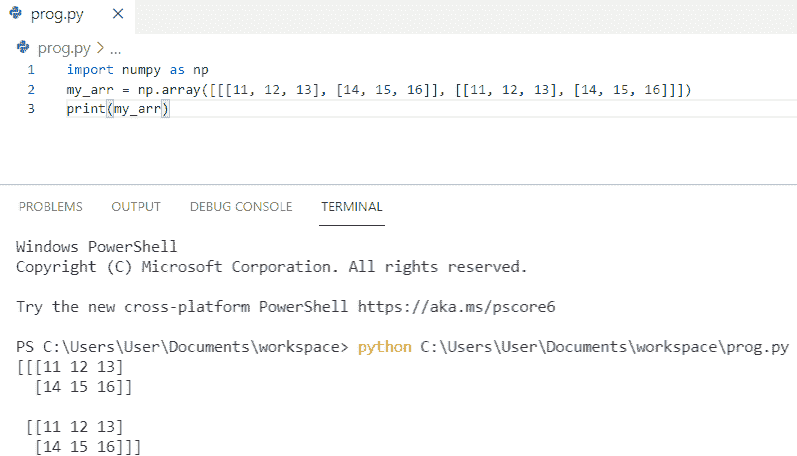 prog.py ×
prog.py > ...
1 import numpy as np
2 my_arr = np.array([[[11, 12, 13], [14, 15, 16]], [[11, 12, 13], [14, 15, 16]]])
3 print(my_arr)
PROBLEMS OUTPUT DEBUG CONSOLE TERMINAL
Windows PowerShell
Copyright (C) Microsoft Corporation. All rights reserved.
Try the new cross-platform PowerShell https://aka.ms/pscore6
PS C:\Users\User\Documents\workspace> python C:\Users\User\Documents\workspace\prog.py
[[[11 12 13]
  [14 15 16]]
 [[11 12 13]
  [14 15 16]]]